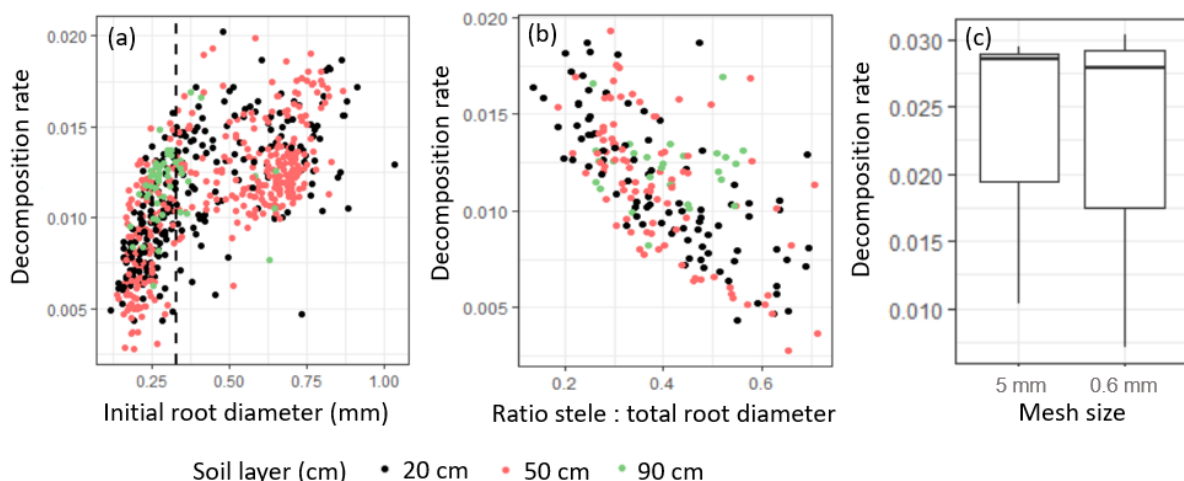 (a)
Decomposition rate
0.020
0.015
0.010
0.005
0.25 0.50 0.75 1.00
Initial root diameter (mm)
(b)
Decomposition rate
0.020
0.015
0.010
0.005
0.2 0.4 0.6
Ratio stele : total root diameter
(c)
Decomposition rate
0.030
0.025
0.020
0.015
0.010
5 mm 0.6 mm
Mesh size
Soil layer (cm) 20 cm 50 cm 90 cm